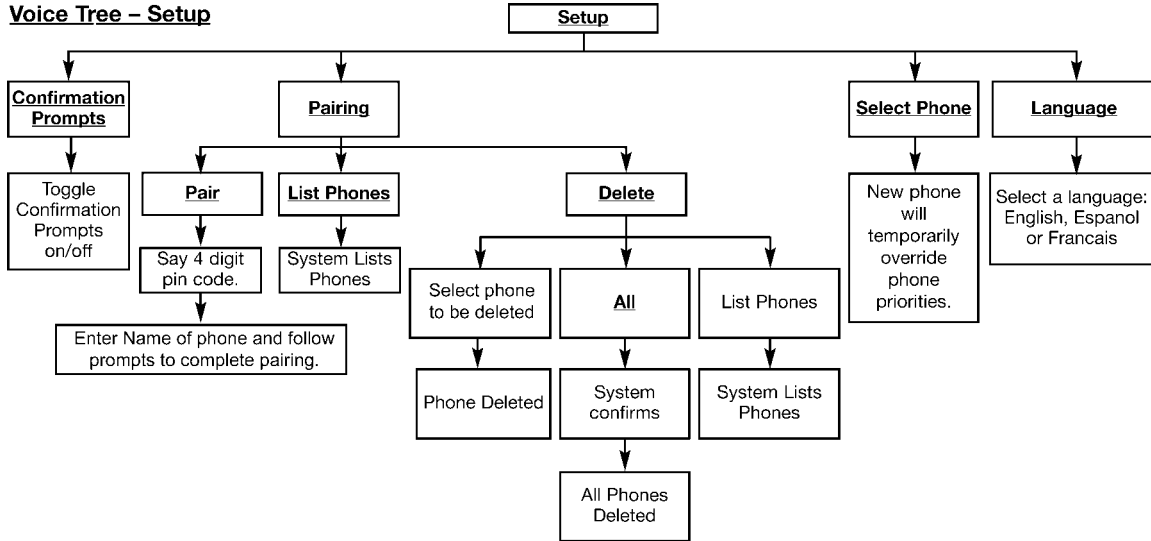 Voice Tree – Setup
Setup
Confirmation
Prompts
Pairing
Select Phone
Language
Toggle
Confirmation
Prompts
on/off
Pair
List Phones
Delete
New phone
will
temporarily
override
phone
priorities.
Select a language:
English, Espanol
or Francais
Say 4 digit
pin code.
System Lists
Phones
Select phone
to be deleted
All
List Phones
Enter Name of phone and follow
prompts to complete pairing.
Phone Deleted
System
confirms
System Lists
Phones
All Phones
Deleted